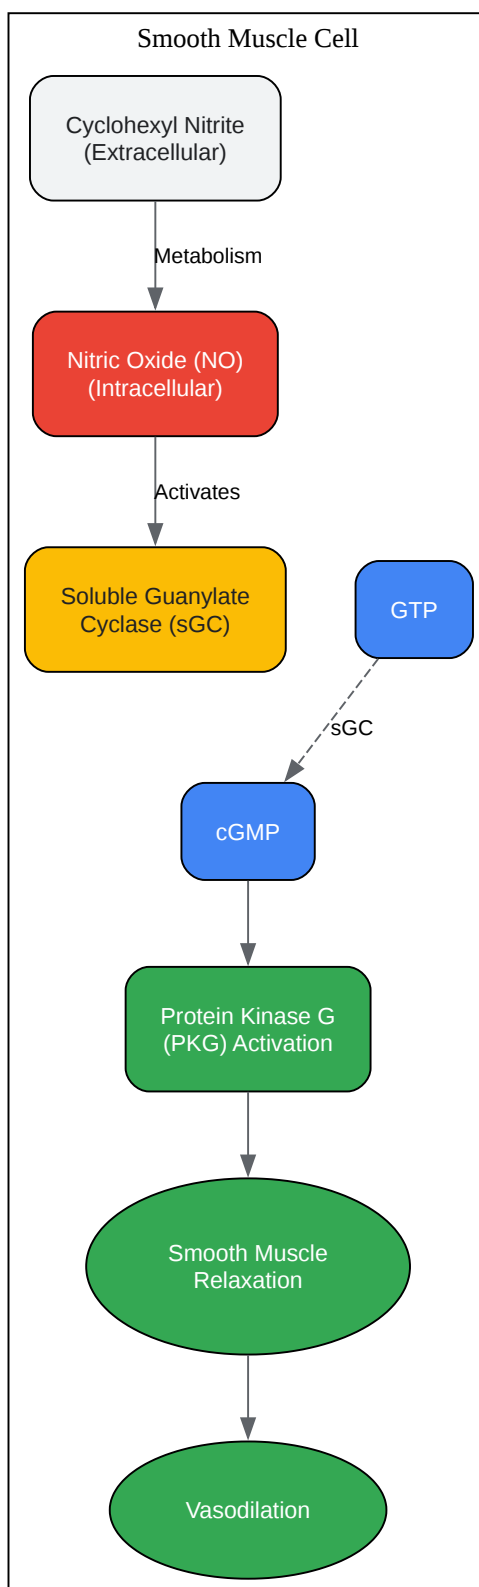 Smooth Muscle Cell
Cyclohexyl Nitrite
(Extracellular)
Metabolism
Nitric Oxide (NO)
(Intracellular)
Activates
Soluble Guanylate
Cyclase (sGC)
GTP
sGC
cGMP
Protein Kinase G
(PKG) Activation
Smooth Muscle
Relaxation
Vasodilation